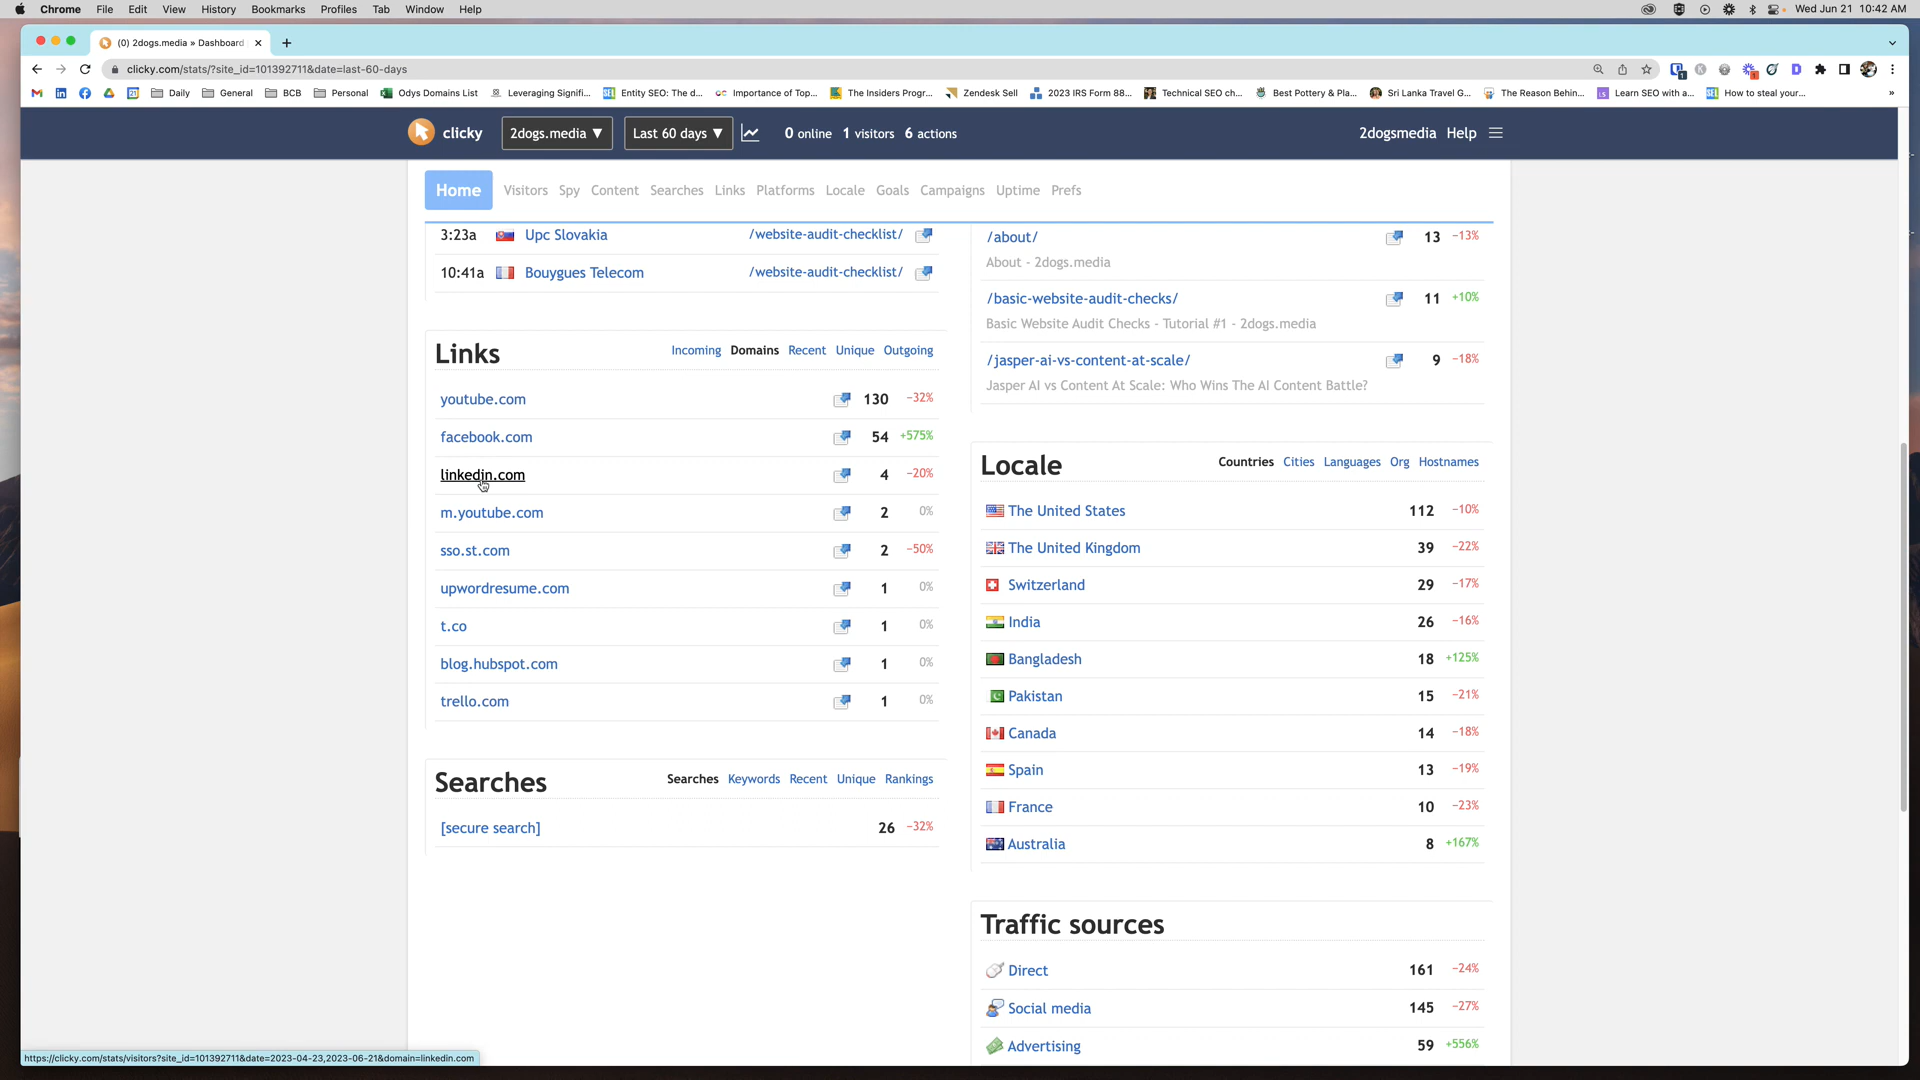 Chrome File Edit View History Bookmarks Profiles Tab Window Help Wed Jun 21 10:42 AM
(0) 2dogs.media » Dashboard
clicky.com/stats/?site_id=101392711&date=last-60-days
Daily General BCB Personal Odys Domains List Leveraging Signifi... Entity SEO: The d... Importance of Top... The Insiders Progr... Zendesk Sell 2023 IRS Form 88... Technical SEO ch... Best Pottery & Pla... Sri Lanka Travel G... The Reason Behin... Learn SEO with a... How to steal your... »
clicky 2dogs.media ▼ Last 60 days ▼ 0 online 1 visitors 6 actions 2dogsmedia Help
Home Visitors Spy Content Searches Links Platforms Locale Goals Campaigns Uptime Prefs
3:23a Upc Slovakia /website-audit-checklist/
10:41a Bouygues Telecom /website-audit-checklist/
Links Incoming Domains Recent Unique Outgoing
youtube.com 130 -32%
facebook.com 54 +575%
linkedin.com 4 -20%
m.youtube.com 2 0%
sso.st.com 2 -50%
upwordresume.com 1 0%
t.co 1 0%
blog.hubspot.com 1 0%
trello.com 1 0%
Searches Searches Keywords Recent Unique Rankings
[secure search] 26 -32%
/about/ 13 -13%
About - 2dogs.media
/basic-website-audit-checks/ 11 +10%
Basic Website Audit Checks - Tutorial #1 - 2dogs.media
/jasper-ai-vs-content-at-scale/ 9 -18%
Jasper AI vs Content At Scale: Who Wins The AI Content Battle?
Locale Countries Cities Languages Org Hostnames
The United States 112 -10%
The United Kingdom 39 -22%
Switzerland 29 -17%
India 26 -16%
Bangladesh 18 +125%
Pakistan 15 -21%
Canada 14 -18%
Spain 13 -19%
France 10 -23%
Australia 8 +167%
Traffic sources
Direct 161 -24%
Social media 145 -27%
Advertising 59 +556%
https://clicky.com/stats/visitors?site_id=101392711&date=2023-04-23,2023-06-21&domain=linkedin.com